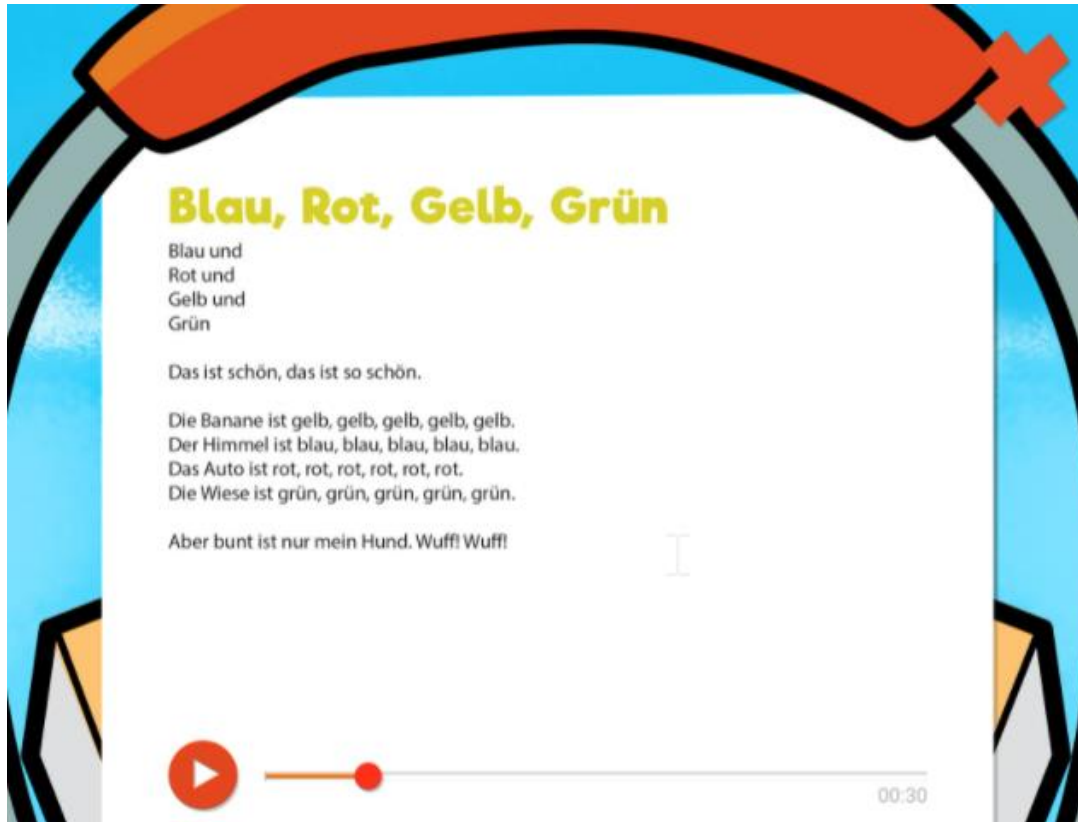 Blau, Rot, Gelb, Grün
Blau und
Rot und
Gelb und
Grün
Das ist schön, das ist so schön.
Die Banane ist gelb, gelb, gelb, gelb, gelb.
Der Himmel ist blau, blau, blau, blau, blau.
Das Auto ist rot, rot, rot, rot, rot, rot.
Die Wiese ist grün, grün, grün, grün, grün.
Aber bunt ist nur mein Hund. Wuff! Wuff!
00:30